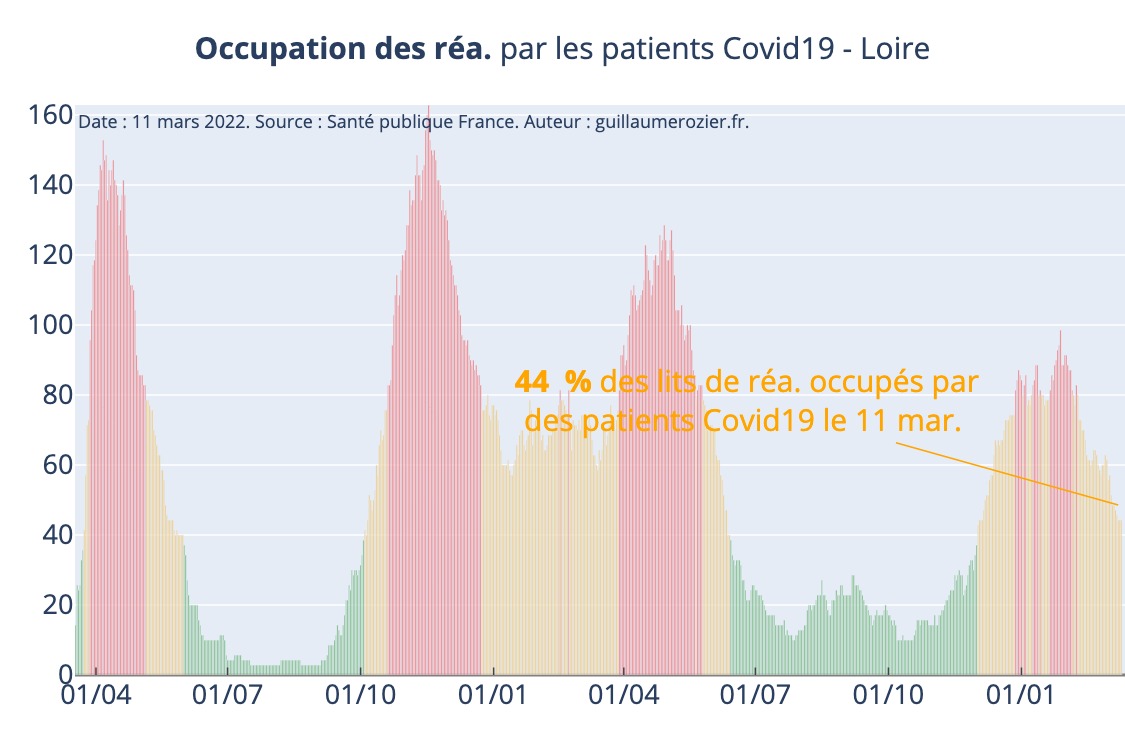 Occupation des réa. par les patients Covid19 - Loire
160
Date : 11 mars 2022. Source : Santé publique France. Auteur : guillaumerozier.fr.
140
120
100
80
60
40
20
0
44 % des lits de réa. occupés par
des patients Covid19 le 11 mar.
01/04 01/07 01/10 01/01 01/04 01/07 01/10 01/01